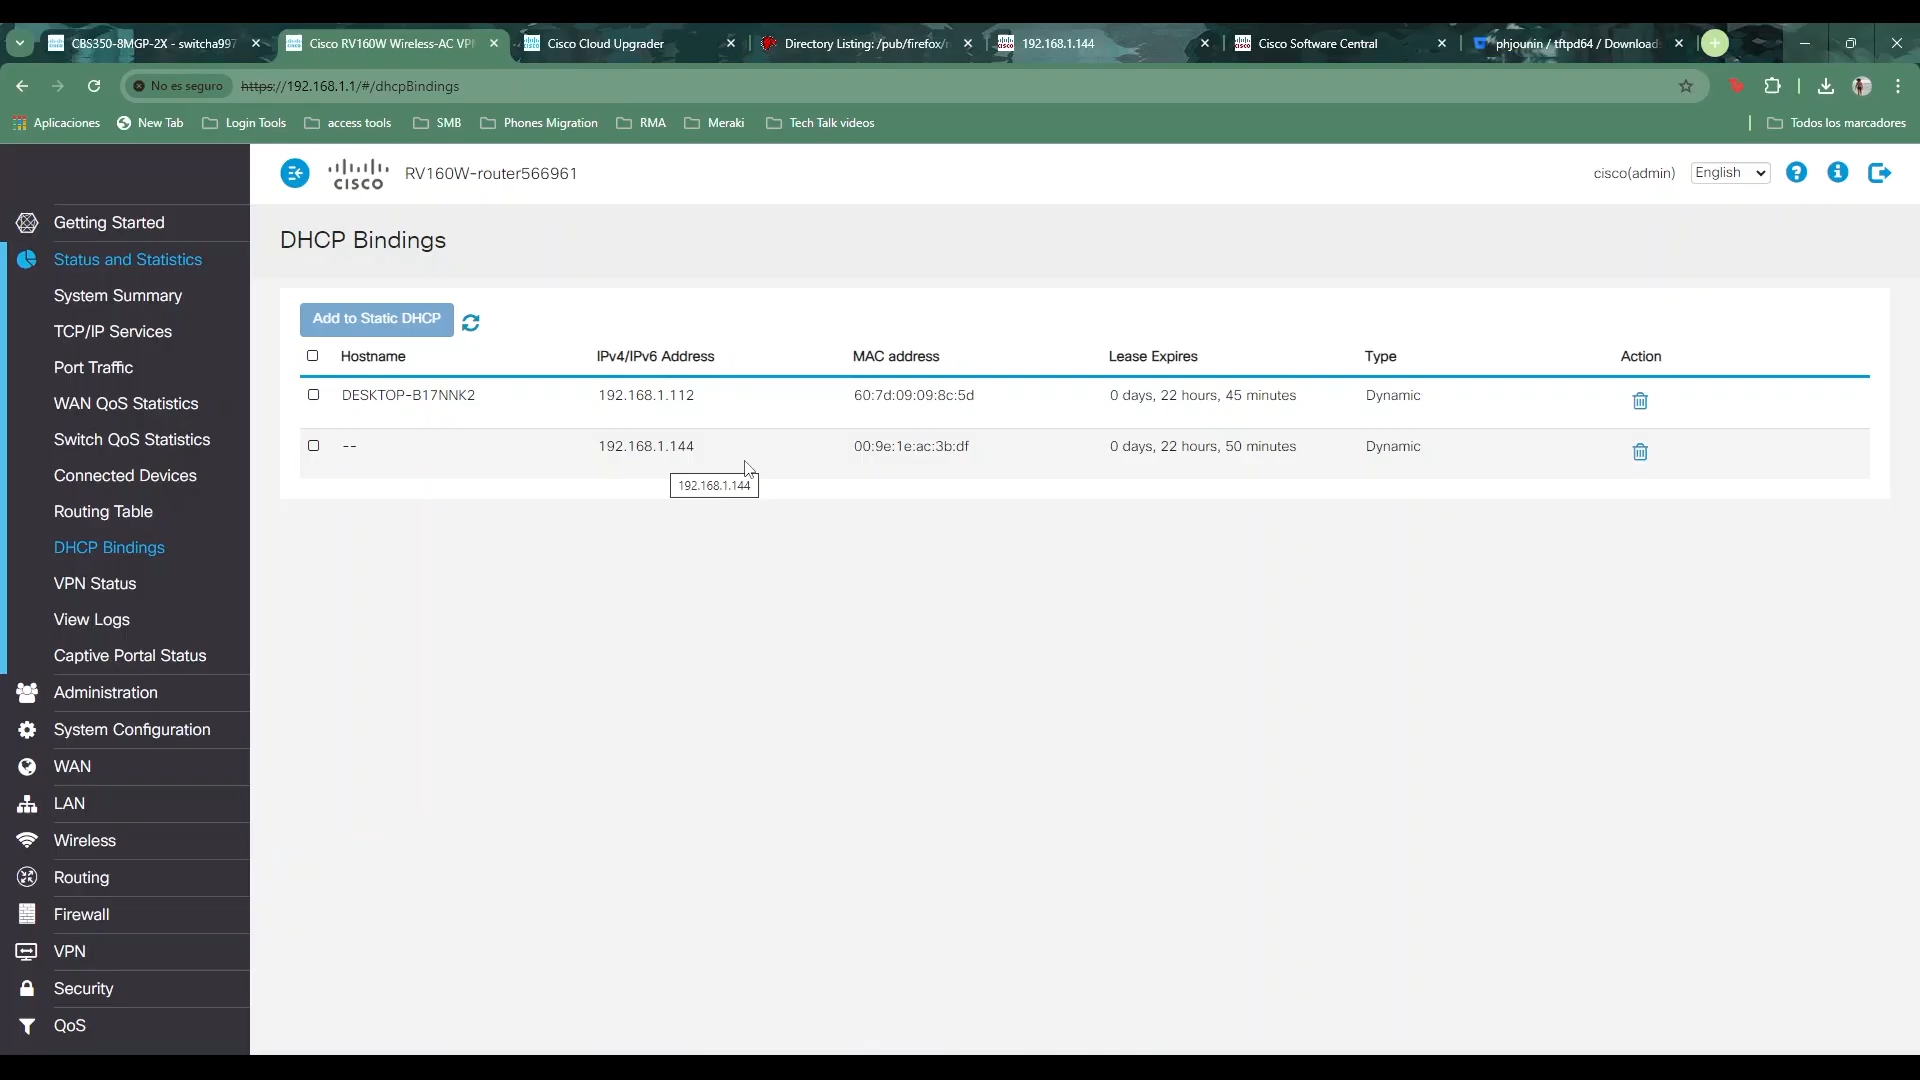 CBS350-8MGP-2X - switcha997
Cisco RV160W Wireless-AC VPN
Cisco Cloud Upgrader
Directory Listing: /pub/firefox/
192.168.1.144
Cisco Software Central
phjounin / tftpd64 / Download
No es seguro
https://192.168.1.1/#/dhcpBindings
Aplicaciones
New Tab
Login Tools
access tools
SMB
Phones Migration
RMA
Meraki
Tech Talk videos
Todos los marcadores
CISCO
RV160W-router566961
cisco(admin)
English
Getting Started
Status and Statistics
System Summary
TCP/IP Services
Port Traffic
WAN QoS Statistics
Switch QoS Statistics
Connected Devices
Routing Table
DHCP Bindings
VPN Status
View Logs
Captive Portal Status
Administration
System Configuration
WAN
LAN
Wireless
Routing
Firewall
VPN
Security
QoS
DHCP Bindings
Add to Static DHCP
Hostname IPv4/IPv6 Address MAC address Lease Expires Type Action
DESKTOP-B17NNK2 192.168.1.112 60:7d:09:09:8c:5d 0 days, 22 hours, 45 minutes Dynamic
-- 192.168.1.144 00:9e:1e:ac:3b:df 0 days, 22 hours, 50 minutes Dynamic
192.168.1.144